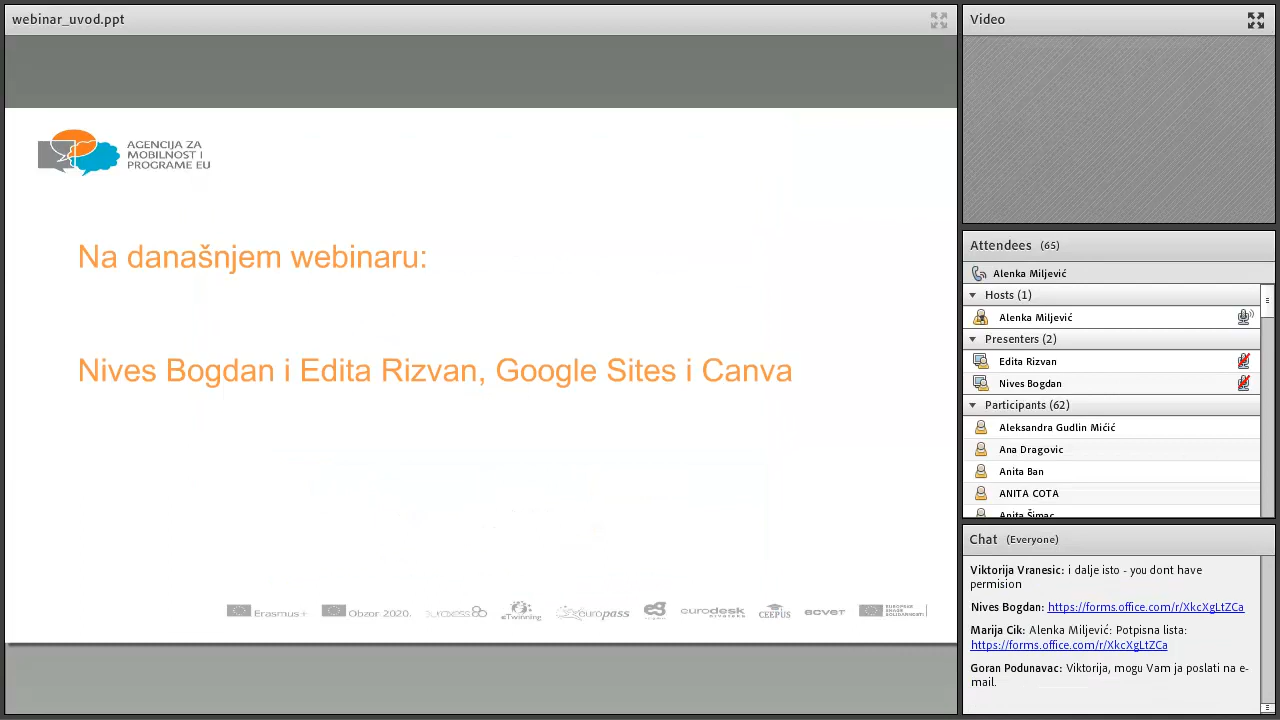 webinar_uvod.ppt
AGENCIJA ZA
MOBILNOST I
PROGRAME EU
Na današnjem webinaru:
Nives Bogdan i Edita Rizvan, Google Sites i Canva
Erasmus+
Obzor 2020.
eTwinning
europass
eurodesk
CEEPUS
ecvet
Video
Attendees (65)
Alenka Miljević
Hosts (1)
Alenka Miljević
Presenters (2)
Edita Rizvan
Nives Bogdan
Participants (62)
Aleksandra Gudlin Mićić
Ana Dragovic
Anita Ban
ANITA COTA
Anita Šimac
Chat (Everyone)
Viktorija Vranesic: i dalje isto - you dont have
permision
Nives Bogdan: https://forms.office.com/r/XkcXgLtZCa
Marija Cik: Alenka Miljević: Potpisna lista:
https://forms.office.com/r/XkcXgLtZCa
Goran Podunavac: Viktorija, mogu Vam ja poslati na e-
mail.